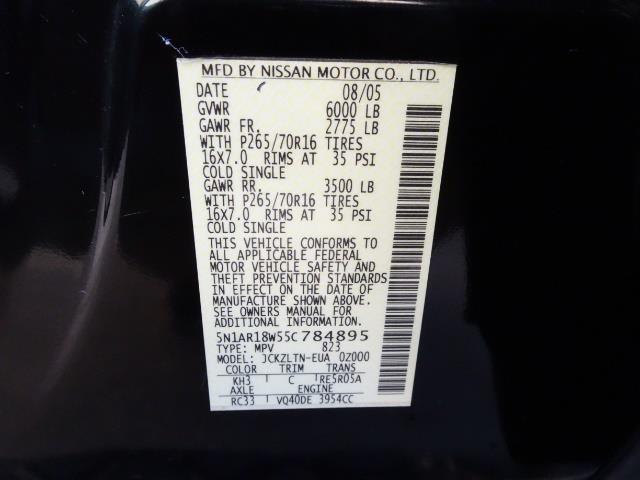 MFD BY NISSAN MOTOR CO., LTD.
DATE 08/05
GVWR 6000 LB
GAWR FR. 2775 LB
WITH P265/70R16 TIRES
16X7.0 RIMS AT 35 PSI
COLD SINGLE
GAWR RR. 3500 LB
WITH P265/70R16 TIRES
16X7.0 RIMS AT 35 PSI
COLD SINGLE
THIS VEHICLE CONFORMS TO
ALL APPLICABLE FEDERAL
MOTOR VEHICLE SAFETY AND
THEFT PREVENTION STANDARDS
IN EFFECT ON THE DATE OF
MANUFACTURE SHOWN ABOVE.
SEE OWNERS MANUAL FOR
ADDITIONAL INFORMATION.
5N1AR18W55C784895
TYPE: MPV 823
MODEL: JCKZLTN-EUA 0Z000
COLOR TRIM TRANS
KH3 C RE5R05A
AXLE ENGINE
RC33 VQ40DE 3954CC